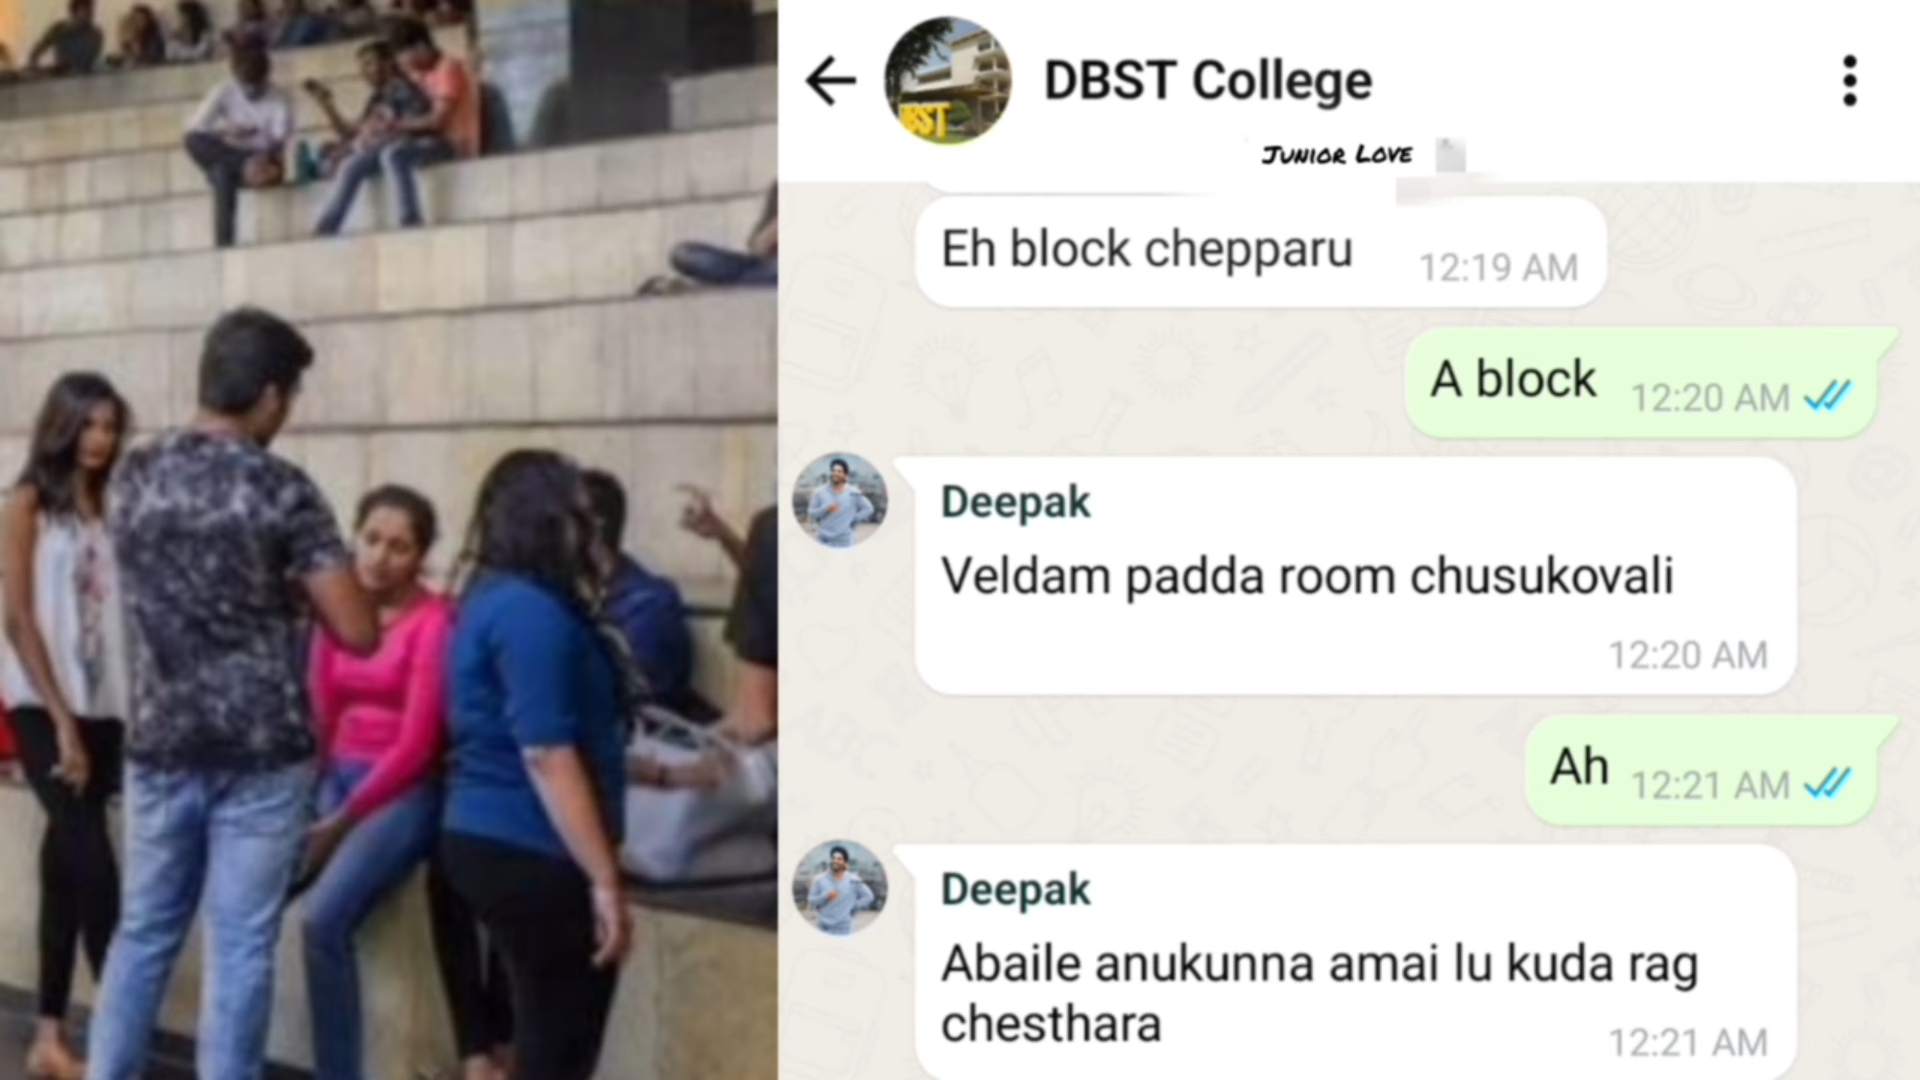 DBST College
BST
JUNIOR LOVE
Eh block chepparu
12:19 AM
A block 12:20 AM
Deepak
Veldam padda room chusukovali
12:20 AM
Ah 12:21 AM
Deepak
Abaile anukunna amai lu kuda rag
chesthara
12:21 AM